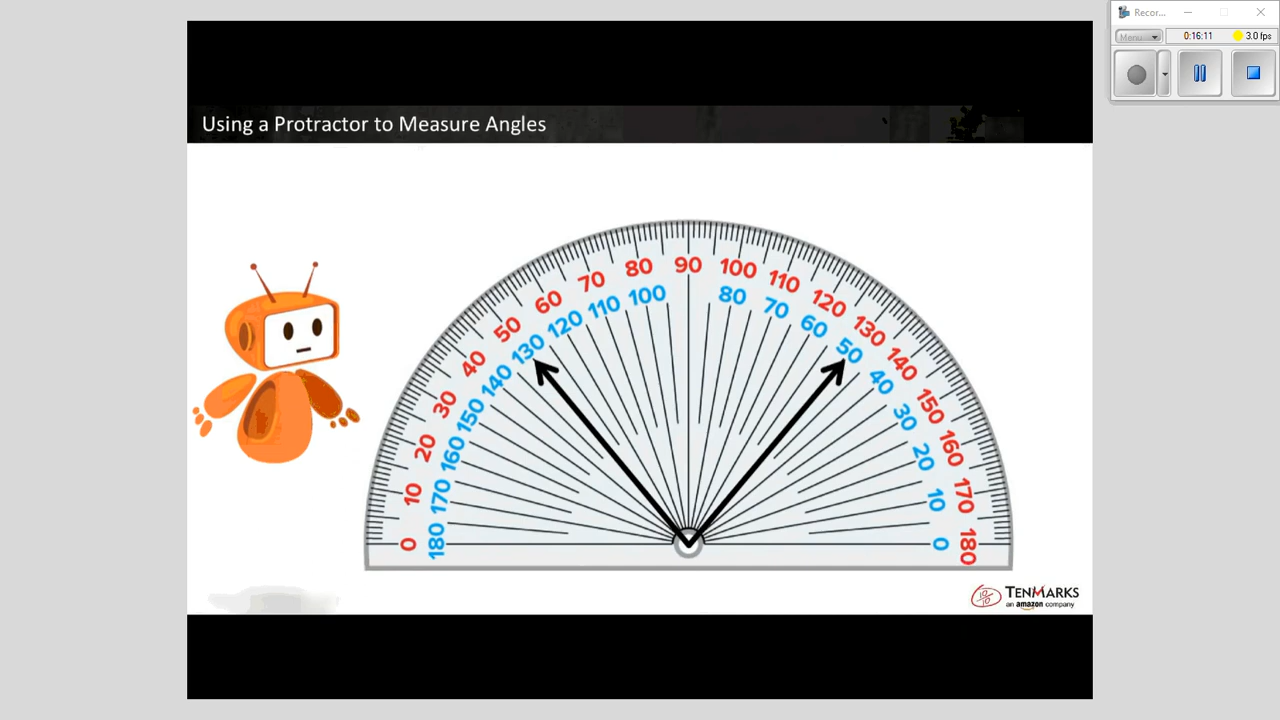 Recor...
Menu
0:16:11
3.0 fps
Using a Protractor to Measure Angles
0 10 20 30 40 50 60 70 80 90 100 110 120 130 140 150 160 170 180
180 170 160 150 140 130 120 110 100 80 70 60 50 40 30 20 10 0
10/10 TENMARKS
an amazon company